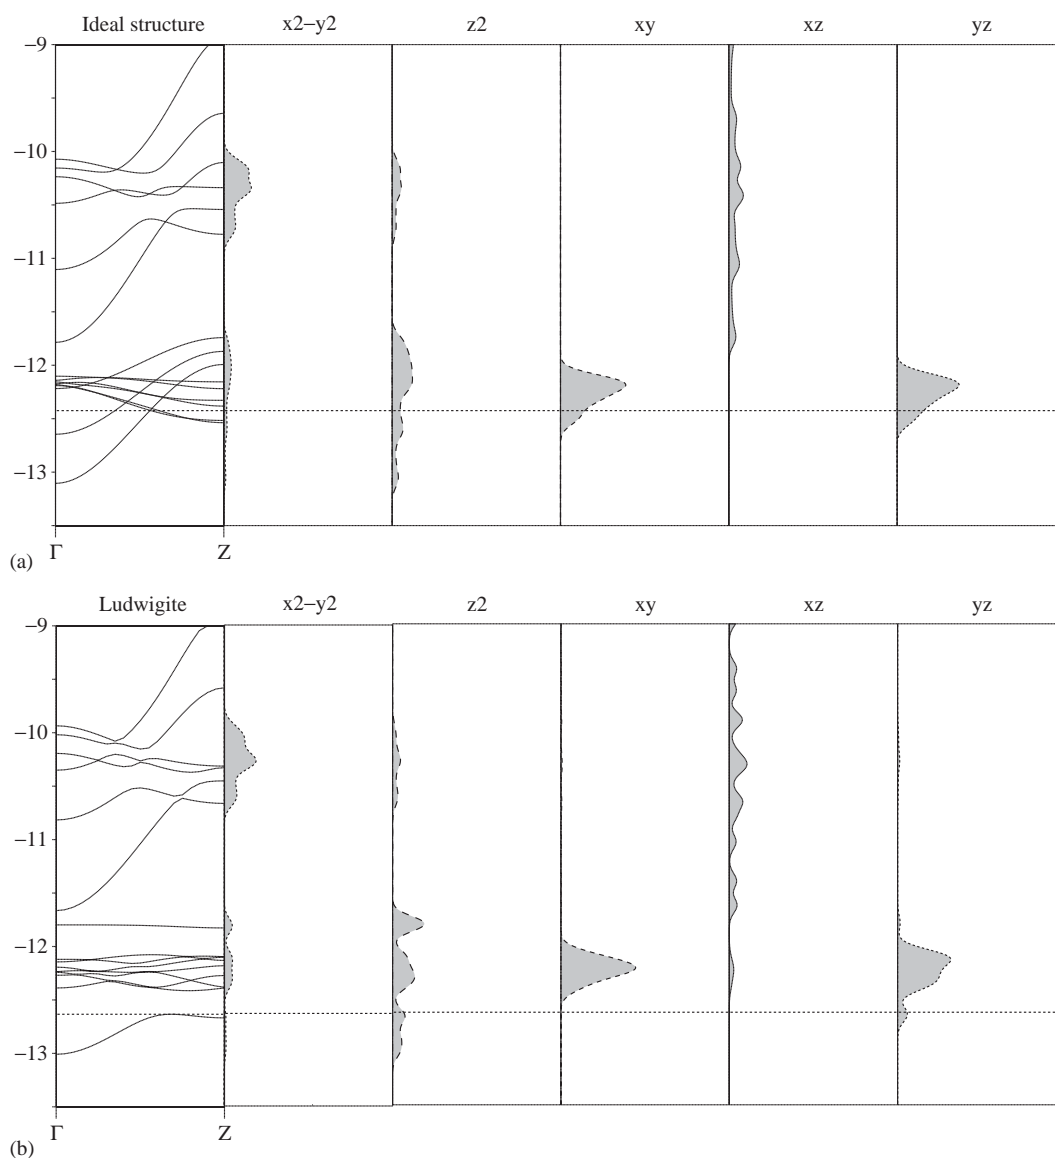 Ideal structure x2−y2 z2 xy xz yz
−9
−10
−11
−12
−13
(a) Γ Z
Ludwigite x2−y2 z2 xy xz yz
−9
−10
−11
−12
−13
(b) Γ Z